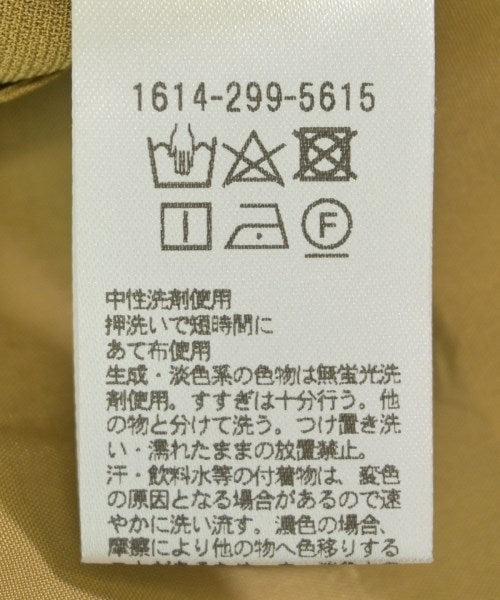 1614-299-5615
F
中性洗剤使用
押洗いで短時間に
あて布使用
生成・淡色系の色物は無蛍光洗
剤使用。すすぎは十分行う。他
の物と分けて洗う。つけ置き洗
い・濡れたままの放置禁止。
汗・飲料水等の付着物は、変色
の原因となる場合があるので速
やかに洗い流す。濃色の場合、
摩擦により他の物へ色移りする